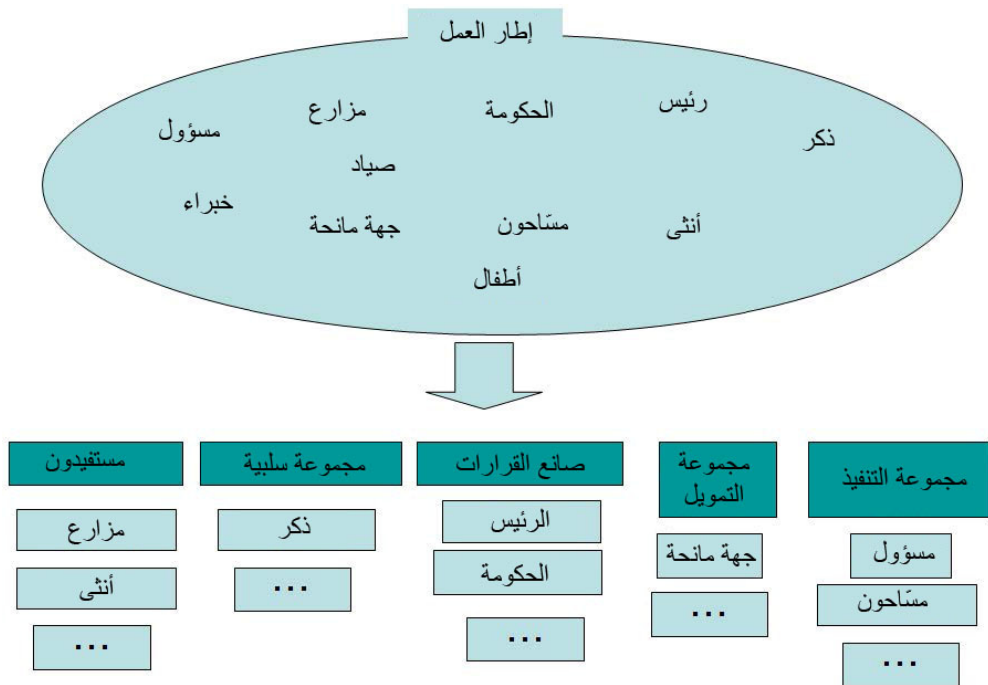 إطار العمل
رئيس
الحكومة
مزارع
مسؤول
ذكر
صياد
خبراء
أنثى
مسّاحون
جهة مانحة
أطفال
مجموعة التنفيذ
مسؤول
مسّاحون
...
مجموعة
التمويل
جهة مانحة
...
صانع القرارات
الرئيس
الحكومة
...
مجموعة سلبية
ذكر
...
مستفيدون
مزارع
أنثى
...